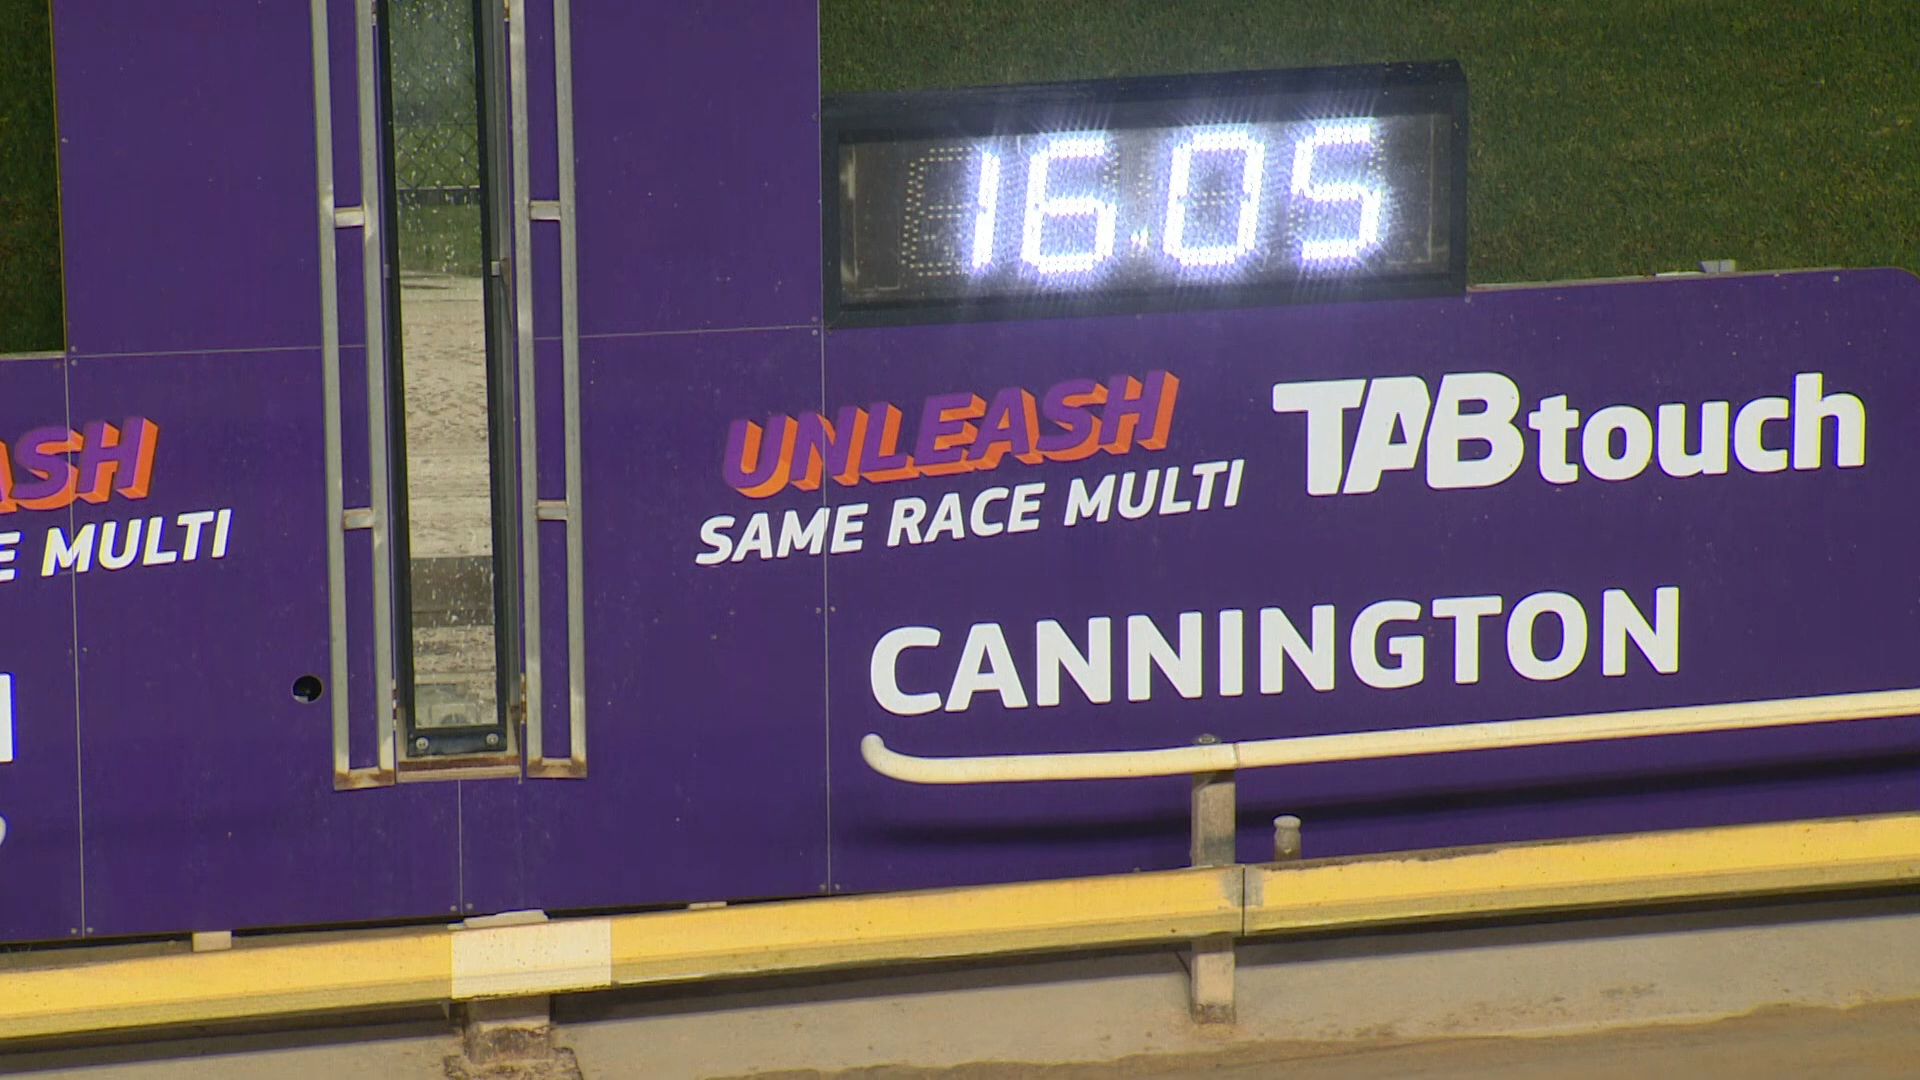 16.05
UNLEASH
SAME RACE MULTI
TABtouch
CANNINGTON
ASH
E MULTI